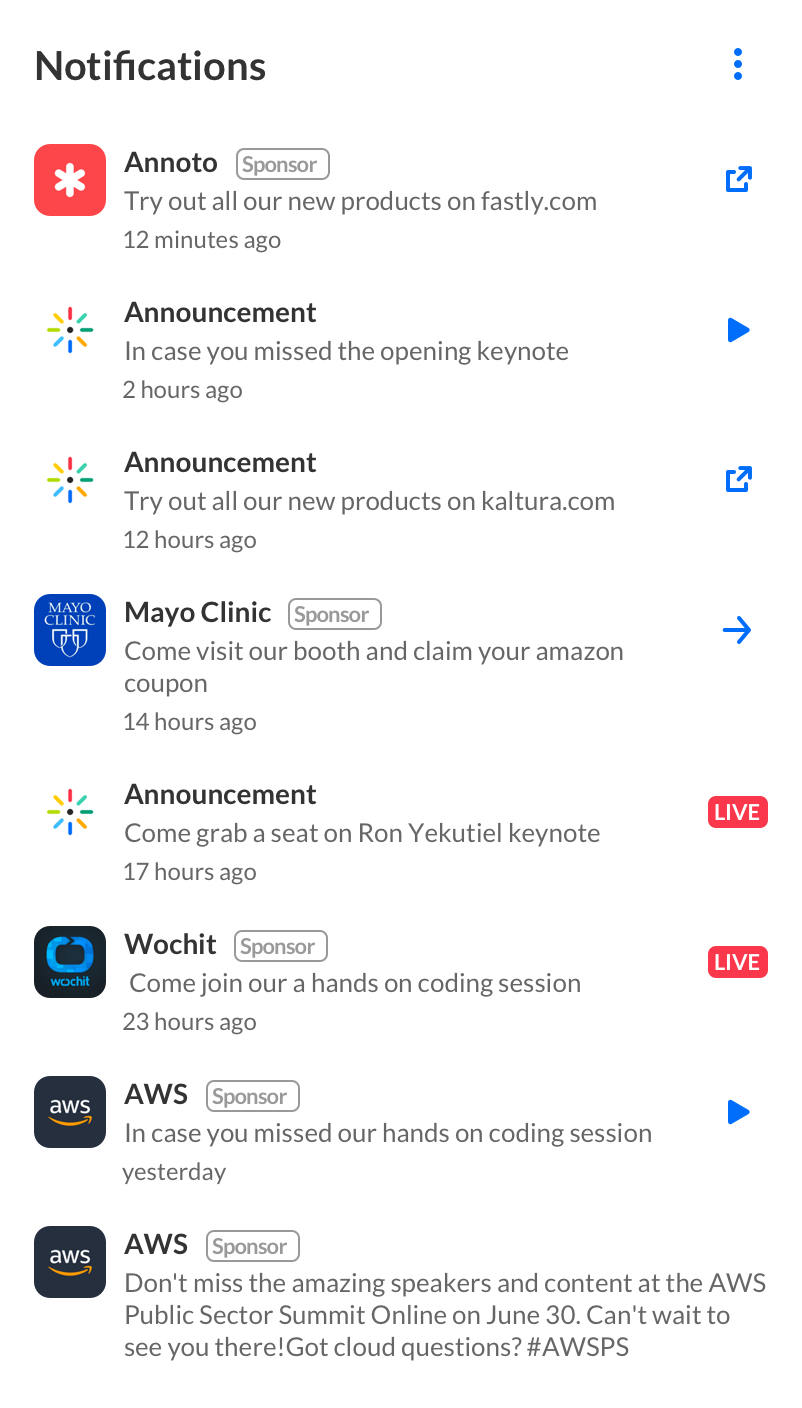 Notifications
Annoto Sponsor
Try out all our new products on fastly.com
12 minutes ago
Announcement
In case you missed the opening keynote
2 hours ago
Announcement
Try out all our new products on kaltura.com
12 hours ago
MAYO
CLINIC
Mayo Clinic Sponsor
Come visit our booth and claim your amazon
coupon
14 hours ago
Announcement
Come grab a seat on Ron Yekutiel keynote
17 hours ago
LIVE
wochit
Wochit Sponsor
Come join our a hands on coding session
23 hours ago
LIVE
aws
AWS Sponsor
In case you missed our hands on coding session
yesterday
aws
AWS Sponsor
Don't miss the amazing speakers and content at the AWS
Public Sector Summit Online on June 30. Can't wait to
see you there!Got cloud questions? #AWSPS